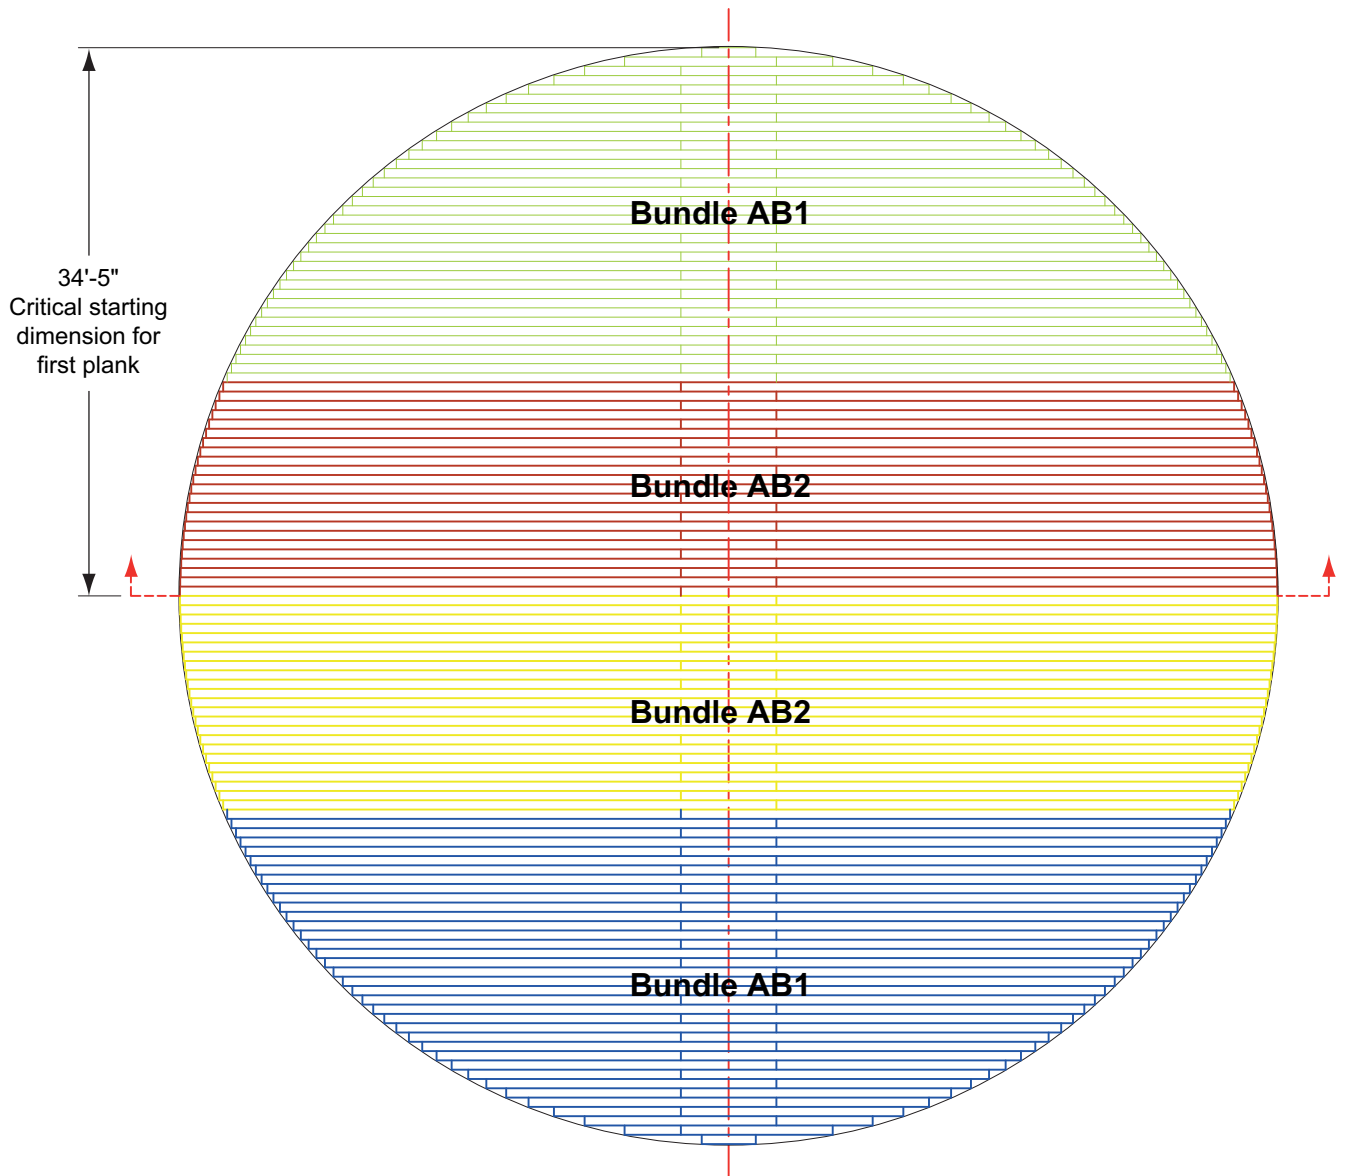 Bundle AB1
34'-5"
Critical starting
dimension for
first plank
Bundle AB2
Bundle AB2
Bundle AB1